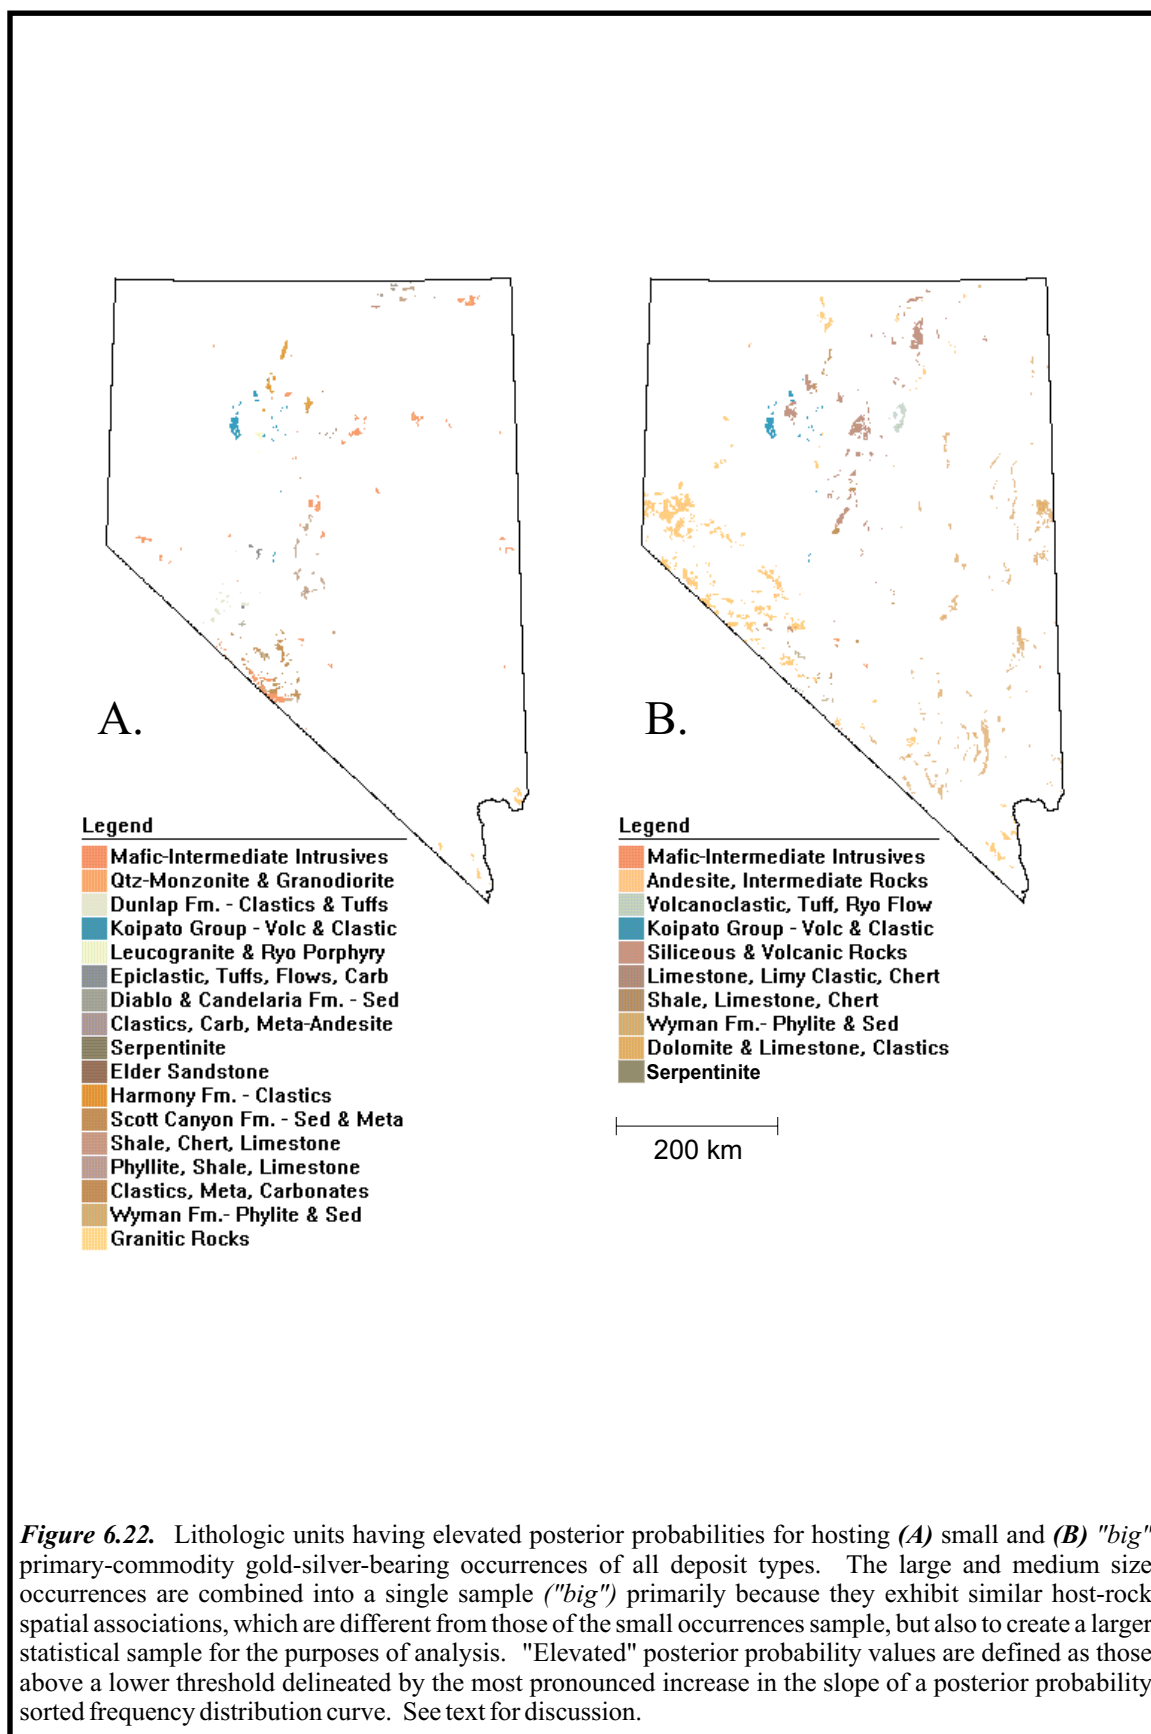 A.
B.
Legend
Mafic-Intermediate Intrusives
Qtz-Monzonite & Granodiorite
Dunlap Fm. - Clastics & Tuffs
Koipato Group - Volc & Clastic
Leucogranite & Ryo Porphyry
Epiclastic, Tuffs, Flows, Carb
Diablo & Candelaria Fm. - Sed
Clastics, Carb, Meta-Andesite
Serpentinite
Elder Sandstone
Harmony Fm. - Clastics
Scott Canyon Fm. - Sed & Meta
Shale, Chert, Limestone
Phyllite, Shale, Limestone
Clastics, Meta, Carbonates
Wyman Fm.- Phylite & Sed
Granitic Rocks
Legend
Mafic-Intermediate Intrusives
Andesite, Intermediate Rocks
Volcanoclastic, Tuff, Ryo Flow
Koipato Group - Volc & Clastic
Siliceous & Volcanic Rocks
Limestone, Limy Clastic, Chert
Shale, Limestone, Chert
Wyman Fm.- Phylite & Sed
Dolomite & Limestone, Clastics
Serpentinite
200 km
Figure 6.22. Lithologic units having elevated posterior probabilities for hosting (A) small and (B) "big"
primary-commodity gold-silver-bearing occurrences of all deposit types. The large and medium size
occurrences are combined into a single sample ("big") primarily because they exhibit similar host-rock
spatial associations, which are different from those of the small occurrences sample, but also to create a larger
statistical sample for the purposes of analysis. "Elevated" posterior probability values are defined as those
above a lower threshold delineated by the most pronounced increase in the slope of a posterior probability
sorted frequency distribution curve. See text for discussion.